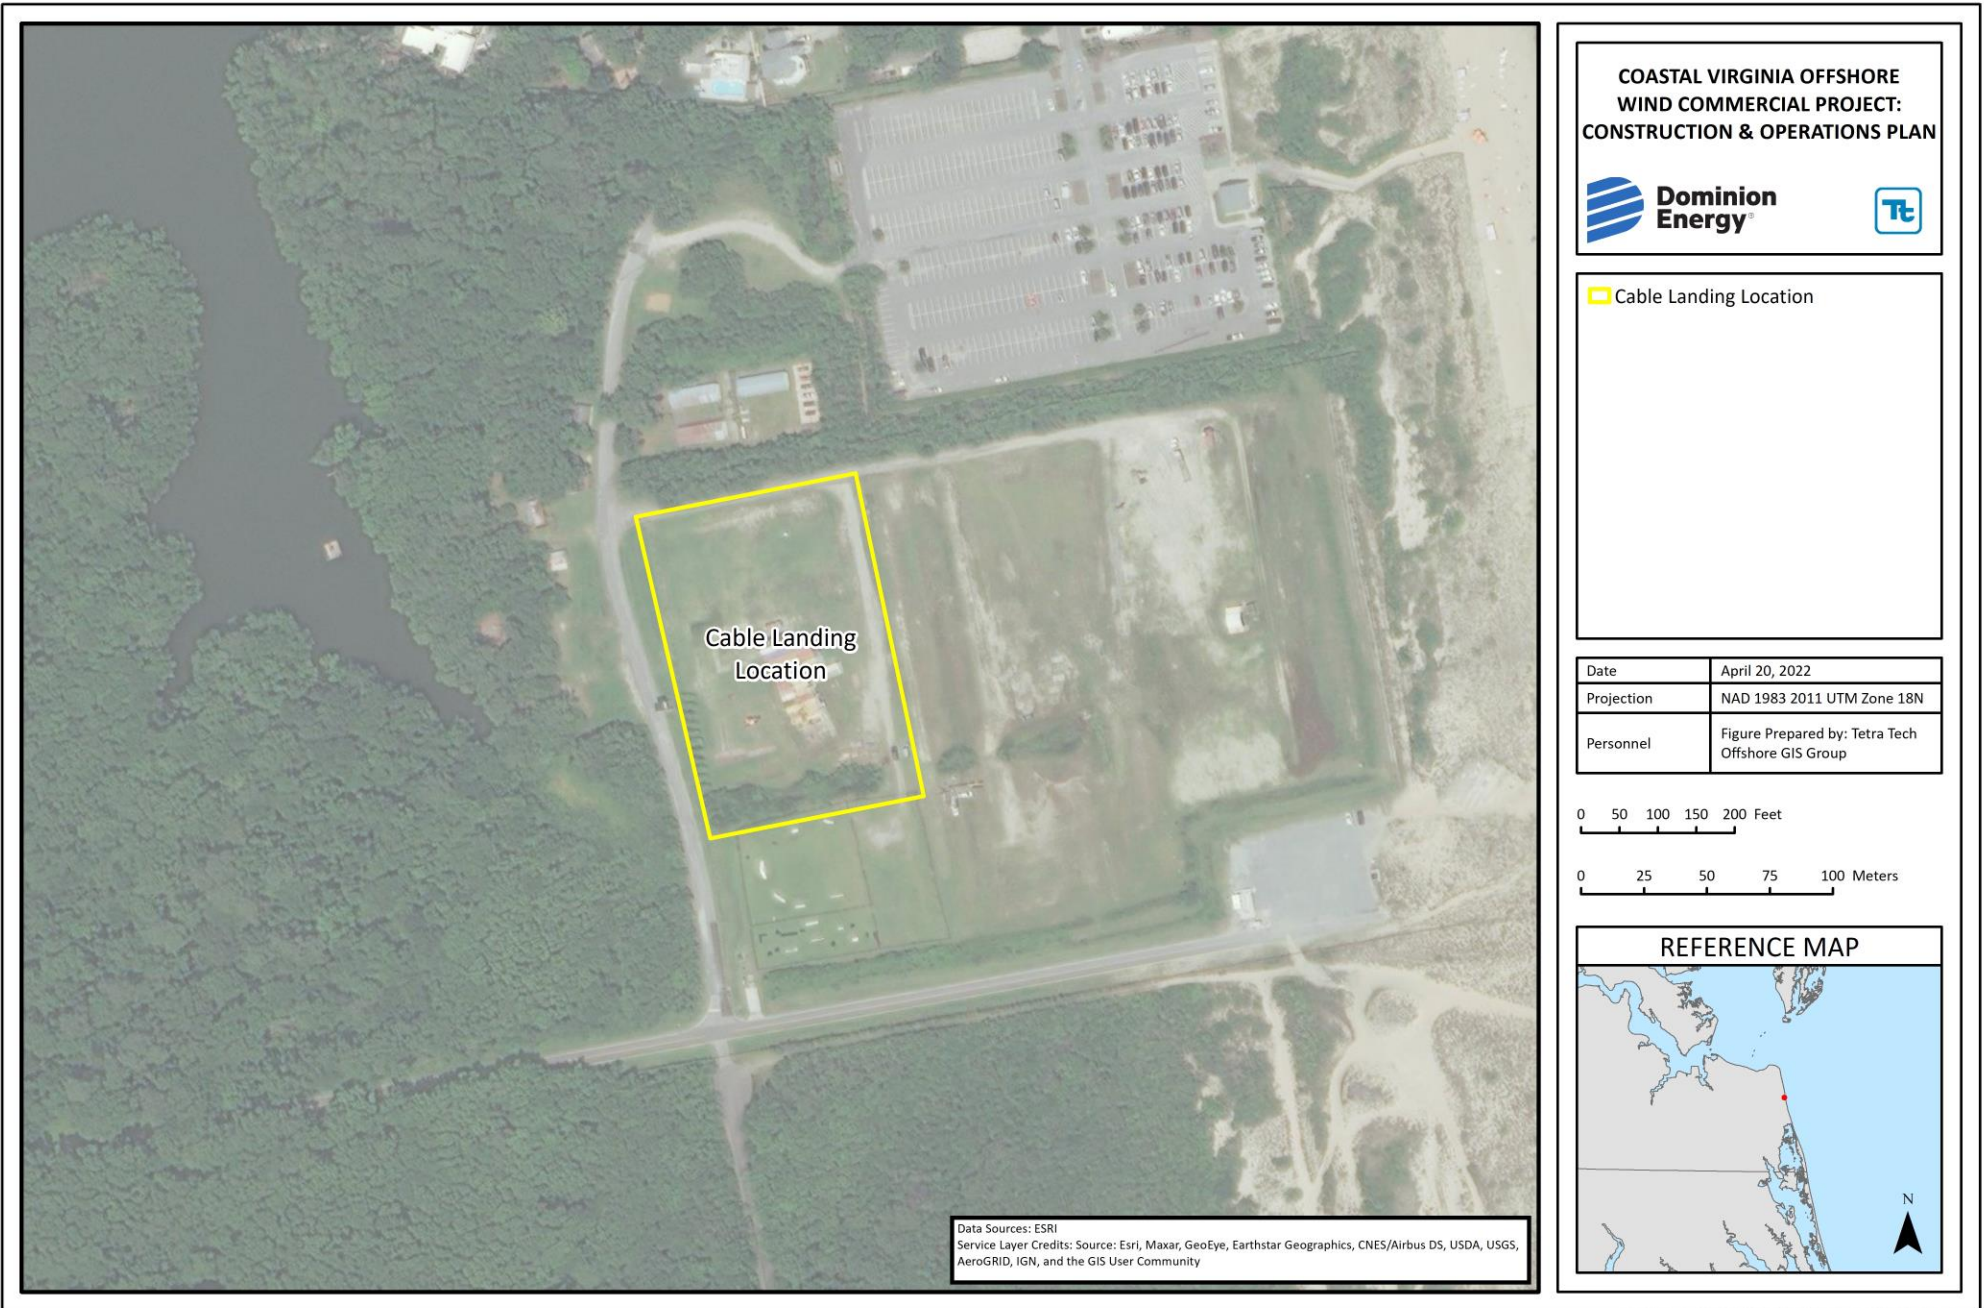 COASTAL VIRGINIA OFFSHORE
WIND COMMERCIAL PROJECT:
CONSTRUCTION & OPERATIONS PLAN
Dominion
Energy®
Tt
Cable Landing Location
Cable Landing
Location
Date April 20, 2022
Projection NAD 1983 2011 UTM Zone 18N
Personnel Figure Prepared by: Tetra Tech
Offshore GIS Group
0 50 100 150 200 Feet
0 25 50 75 100 Meters
REFERENCE MAP
N
Data Sources: ESRI
Service Layer Credits: Source: Esri, Maxar, GeoEye, Earthstar Geographics, CNES/Airbus DS, USDA, USGS,
AeroGRID, IGN, and the GIS User Community